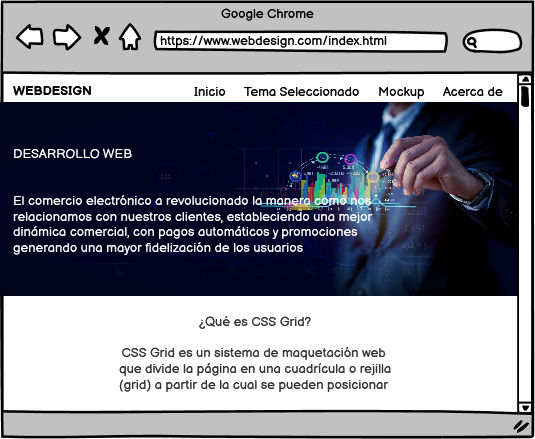 Google Chrome
https://www.webdesign.com/index.html
WEBDESIGN Inicio Tema Seleccionado Mockup Acerca de
DESARROLLO WEB
El comercio electrónico a revolucionado la manera como nos
relacionamos con nuestros clientes, estableciendo una mejor
dinámica comercial, con pagos automáticos y promociones
generando una mayor fidelización de los usuarios
¿Qué es CSS Grid?
CSS Grid es un sistema de maquetación web
que divide la página en una cuadrícula o rejilla
(grid) a partir de la cual se pueden posicionar